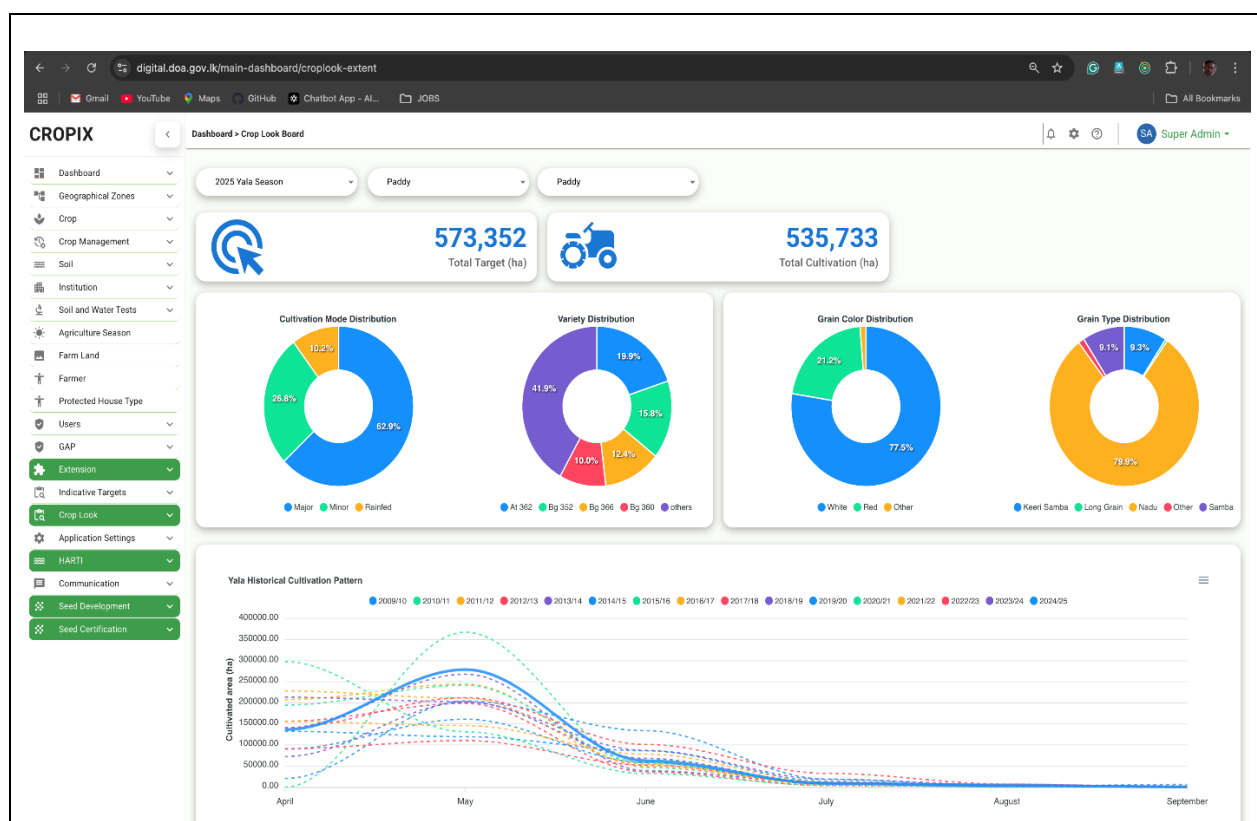 digital.doa.gov.lk/main-dashboard/croplook-extent
Gmail YouTube Maps GitHub Chatbot App - AI... JOBS All Bookmarks
CROPIX
Dashboard > Crop Look Board
SA Super Admin
Dashboard
Geographical Zones
Crop
Crop Management
Soil
Institution
Soil and Water Tests
Agriculture Season
Farm Land
Farmer
Protected House Type
Users
GAP
Extension
Indicative Targets
Crop Look
Application Settings
HARTI
Communication
Seed Development
Seed Certification
2025 Yala Season Paddy Paddy
573,352
Total Target (ha)
535,733
Total Cultivation (ha)
Cultivation Mode Distribution
10.2%
26.8%
62.9%
Major Minor Rainfed
Variety Distribution
19.9%
41.9%
15.8%
12.4%
10.0%
At 362 Bg 352 Bg 366 Bg 360 others
Grain Color Distribution
21.2%
77.5%
White Red Other
Grain Type Distribution
9.1% 9.3%
79.9%
Keeri Samba Long Grain Nadu Other Samba
Yala Historical Cultivation Pattern
2009/10 2010/11 2011/12 2012/13 2013/14 2014/15 2015/16 2016/17 2017/18 2018/19 2019/20 2020/21 2021/22 2022/23 2023/24 2024/25
Cultivated area (ha)
400000.00
350000.00
300000.00
250000.00
200000.00
150000.00
100000.00
50000.00
0.00
April May June July August September